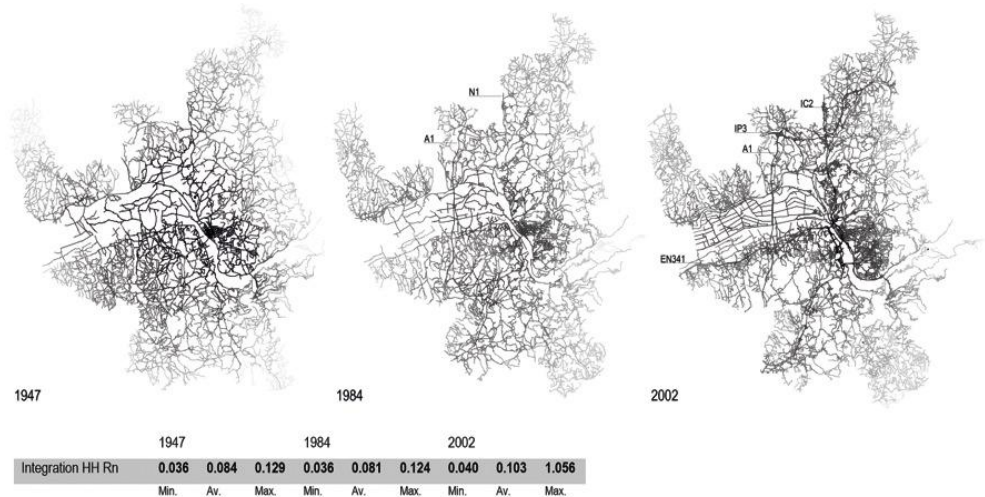 N1
A1
IC2
IP3
A1
EN341
1947
1984
2002
1947 1984 2002
Integration HH Rn 0.036 0.084 0.129 0.036 0.081 0.124 0.040 0.103 1.056
Min. Av. Max. Min. Av. Max. Min. Av. Max.